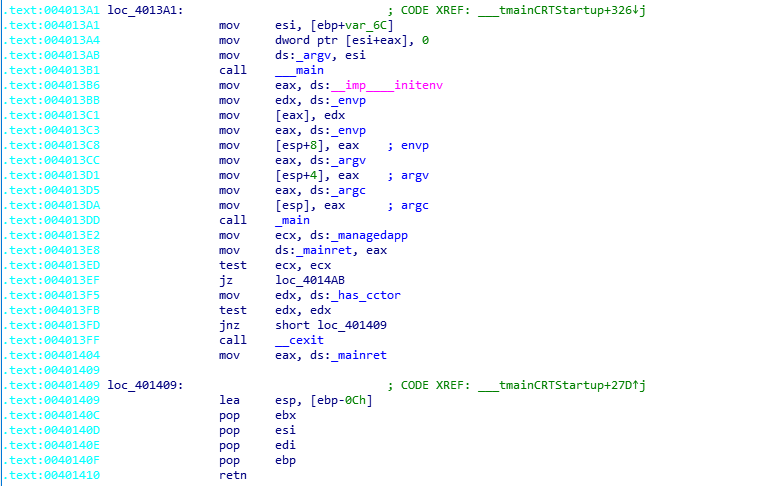 .text:004013A1 loc_4013A1: ; CODE XREF: ___tmainCRTStartup+326↓j
.text:004013A1 mov esi, [ebp+var_6C]
.text:004013A4 mov dword ptr [esi+eax], 0
.text:004013AB mov ds:_argv, esi
.text:004013B1 call ___main
.text:004013B6 mov eax, ds:__imp____initenv
.text:004013BB mov edx, ds:_envp
.text:004013C1 mov [eax], edx
.text:004013C3 mov eax, ds:_envp
.text:004013C8 mov [esp+8], eax ; envp
.text:004013CC mov eax, ds:_argv
.text:004013D1 mov [esp+4], eax ; argv
.text:004013D5 mov eax, ds:_argc
.text:004013DA mov [esp], eax ; argc
.text:004013DD call _main
.text:004013E2 mov ecx, ds:_managedapp
.text:004013E8 mov ds:_mainret, eax
.text:004013ED test ecx, ecx
.text:004013EF jz loc_4014AB
.text:004013F5 mov edx, ds:_has_cctor
.text:004013FB test edx, edx
.text:004013FD jnz short loc_401409
.text:004013FF call __cexit
.text:00401404 mov eax, ds:_mainret
.text:00401409
.text:00401409 loc_401409: ; CODE XREF: ___tmainCRTStartup+27D↑j
.text:00401409 lea esp, [ebp-0Ch]
.text:0040140C pop ebx
.text:0040140D pop esi
.text:0040140E pop edi
.text:0040140F pop ebp
.text:00401410 retn